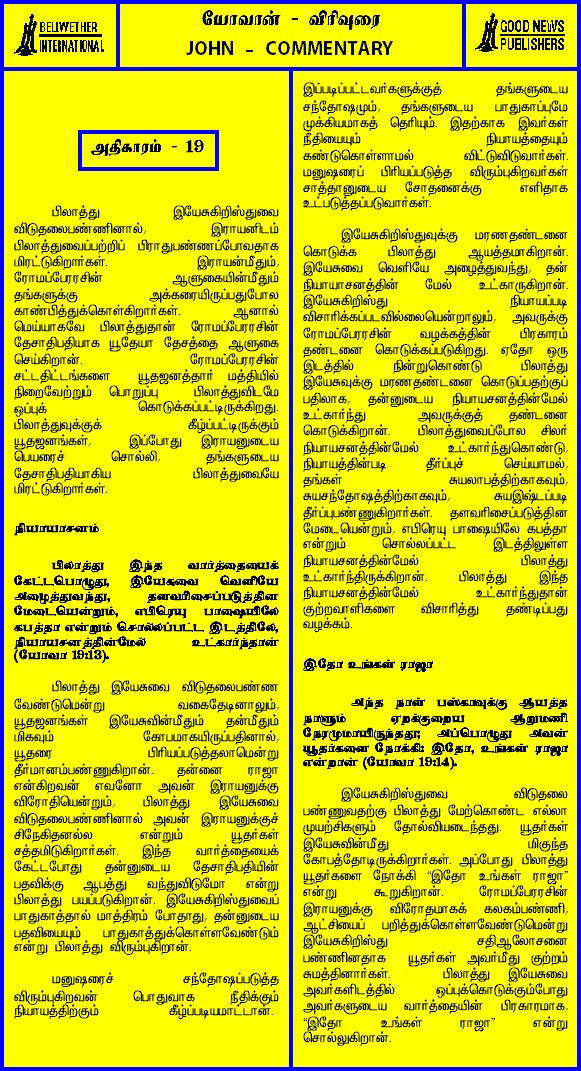 BELLWETHER
INTERNATIONAL
யோவான் - விரிவுரை
JOHN - COMMENTARY
GOOD NEWS
PUBLISHERS
அதிகாரம் - 19
பிலாத்து இயேசுகிறிஸ்துவை
விடுதலைபண்ணினால், இராயனிடம்
பிலாத்துவைப்பற்றிப் பிராதுபண்ணப்போவதாக
மிரட்டுகிறார்கள். இராயன்மீதும்,
ரோமப்பேரரசின் ஆளுகையின்மீதும்
தங்களுக்கு அக்கரையிருப்பதுபோல
காண்பித்துக்கொள்கிறார்கள். ஆனால்
மெய்யாகவே பிலாத்துதான் ரோமப்பேரரசின்
தேசாதிபதியாக யூதேயா தேசத்தை ஆளுகை
செய்கிறான். ரோமப்பேரரசின்
சட்டதிட்டங்களை யூதஜனத்தார் மத்தியில்
நிறைவேற்றும் பொறுப்பு பிலாத்துவிடமே
ஒப்புக் கொடுக்கப்பட்டிருக்கிறது.
பிலாத்துவுக்குக் கீழ்ப்பட்டிருக்கும்
யூதஜனங்கள், இப்போது இராயனுடைய
பெயரைச் சொல்லி, தங்களுடைய
தேசாதிபதியாகிய பிலாத்துவையே
மிரட்டுகிறார்கள்.
நியாயாசனம்
பிலாத்து இந்த வார்த்தையைக்
கேட்டபொழுது, இயேசுவை வெளியே
அழைத்துவந்து, தளவரிசைப்படுத்தின
மேடையென்றும், எபிரெயு பாஷையிலே
கபத்தா என்றும் சொல்லப்பட்ட இடத்திலே,
நியாயாசனத்தின்மேல் உட்கார்ந்தான்
(யோவா 19:13).
பிலாத்து இயேசுவை விடுதலைபண்ண
வேண்டுமென்று வகைதேடினாலும்,
யூதஜனங்கள் இயேசுவின்மீதும் தன்மீதும்
மிகவும் கோபமாகயிருப்பதினால்,
யூதரை பிரியப்படுத்தலாமென்று
தீர்மானம்பண்ணுகிறான். தன்னை ராஜா
என்கிறவன் எவனோ அவன் இராயனுக்கு
விரோதியென்றும், பிலாத்து இயேசுவை
விடுதலைபண்ணினால் அவன் இராயனுக்குச்
சிநேகிதனல்ல என்றும் யூதர்கள்
சத்தமிடுகிறார்கள். இந்த வார்த்தையைக்
கேட்டபோது தன்னுடைய தேசாதிபதியின்
பதவிக்கு ஆபத்து வந்துவிடுமோ என்று
பிலாத்து பயப்படுகிறான். இயேசுகிறிஸ்துவைப்
பாதுகாத்தால் மாத்திரம் போதாது, தன்னுடைய
பதவியையும் பாதுகாத்துக்கொள்ளவேண்டும்
என்று பிலாத்து விரும்புகிறான்.
மனுஷரைச் சந்தோஷப்படுத்த
விரும்புகிறவன் பொதுவாக நீதிக்கும்
நியாயத்திற்கும் கீழ்ப்படியமாட்டான்.
இப்படிப்பட்டவர்களுக்குத் தங்களுடைய
சந்தோஷமும், தங்களுடைய பாதுகாப்புமே
முக்கியமாகத் தெரியும். இதற்காக இவர்கள்
நீதியையும் நியாயத்தையும்
கண்டுகொள்ளாமல் விட்டுவிடுவார்கள்.
மனுஷரைப் பிரியப்படுத்த விரும்புகிறவர்கள்
சாத்தானுடைய சோதனைக்கு எளிதாக
உட்படுத்தப்படுவார்கள்.
இயேசுகிறிஸ்துவுக்கு மரணதண்டனை
கொடுக்க பிலாத்து ஆயத்தமாகிறான்.
இயேசுவை வெளியே அழைத்துவந்து, தன்
நியாயாசனத்தின் மேல் உட்காருகிறான்.
இயேசுகிறிஸ்து நியாயப்படி
விசாரிக்கப்படவில்லையென்றாலும், அவருக்கு
ரோமப்பேரரசின் வழக்கத்தின் பிரகாரம்
தண்டனை கொடுக்கப்படுகிறது. ஏதோ ஒரு
இடத்தில் நின்றுகொண்டு பிலாத்து
இயேசுவுக்கு மரணதண்டனை கொடுப்பதற்குப்
பதிலாக, தன்னுடைய நியாயசனத்தின்மேல்
உட்கார்ந்து அவருக்குத் தண்டனை
கொடுக்கிறான். பிலாத்துவைப்போல சிலர்
நியாயசனத்தின்மேல் உட்கார்ந்துகொண்டு,
நியாயத்தின்படி தீர்ப்புச் செய்யாமல்,
தங்கள் சுயலாபத்திற்காகவும்,
சுயசந்தோஷத்திற்காகவும், சுயஇஷ்டப்படி
தீர்ப்புபண்ணுகிறார்கள். தளவரிசைப்படுத்தின
மேடையென்றும், எபிரெயு பாஷையிலே கபத்தா
என்றும் சொல்லப்பட்ட இடத்திலுள்ள
நியாயசனத்தின்மேல் பிலாத்து
உட்கார்ந்திருக்கிறான். பிலாத்து இந்த
நியாயசனத்தின்மேல் உட்கார்ந்துதான்
குற்றவாளிகளை விசாரித்து தண்டிப்பது
வழக்கம்.
இதோ உங்கள் ராஜா
அந்த நாள் பஸ்காவுக்கு ஆயத்த
நாளும் ஏறக்குறைய ஆறுமணி
நேரமுமாயிருந்தது; அப்பொழுது அவன்
யூதர்களை நோக்கி: இதோ, உங்கள் ராஜா
என்றான் (யோவா 19:14).
இயேசுகிறிஸ்துவை விடுதலை
பண்ணுவதற்கு பிலாத்து மேற்கொண்ட எல்லா
முயற்சிகளும் தோல்வியடைந்தது. யூதர்கள்
இயேசுவின்மீது மிகுந்த
கோபத்தோடிருக்கிறார்கள். அப்போது பிலாத்து
யூதர்களை நோக்கி “இதோ உங்கள் ராஜா”
என்று கூறுகிறான். ரோமப்பேரரசின்
இராயனுக்கு விரோதமாகக் கலகம்பண்ணி,
ஆட்சியைப் பறித்துக்கொள்ளவேண்டுமென்று
இயேசுகிறிஸ்து சதிஆலோசனை
பண்ணினதாக யூதர்கள் அவர்மீது குற்றம்
சுமத்தினார்கள். பிலாத்து இயேசுவை
அவர்களிடத்தில் ஒப்புக்கொடுக்கும்போது
அவர்களுடைய வார்த்தையின் பிரகாரமாக,
“இதோ உங்கள் ராஜா” என்று
சொல்லுகிறான்.